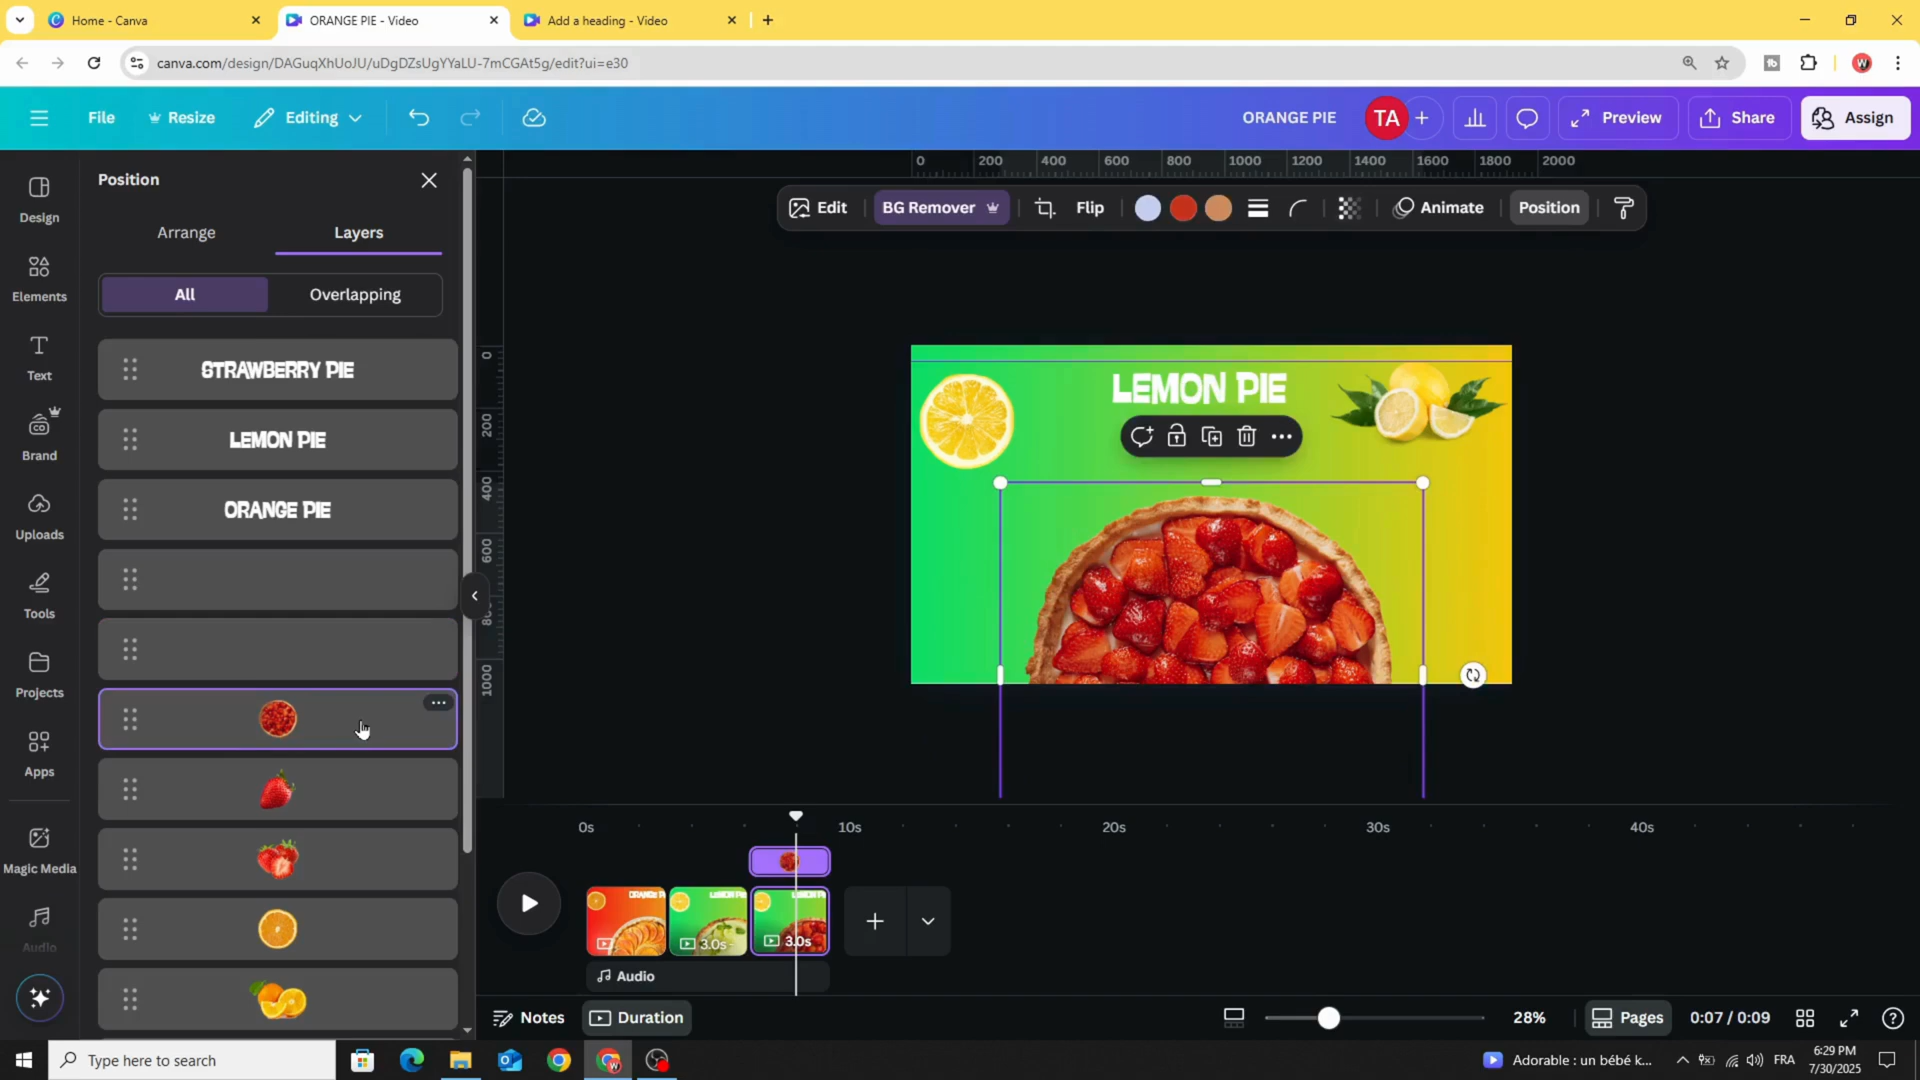 Home - Canva
ORANGE PIE - Video
Add a heading - Video
canva.com/design/DAGuqXhUoJU/uDgDZsUgYYaLU-7mCGAt5g/edit?ui=e30
W
File
Resize
Editing
ORANGE PIE
TA
Preview
Share
Assign
Design
Elements
Text
Brand
Uploads
Tools
Projects
Apps
Magic Media
Audio
Position
Arrange
Layers
All
Overlapping
STRAWBERRY PIE
LEMON PIE
ORANGE PIE
0 200 400 600 800 1000 1200 1400 1600 1800 2000
Edit
BG Remover
Flip
Animate
Position
0
200
400
600
1000
LEMON PIE
0s
10s
20s
30s
40s
3.0s
3.0s
Audio
Notes
Duration
28%
Pages
0:07 / 0:09
Type here to search
Adorable : un bébé k...
FRA
6:29 PM
7/30/2025